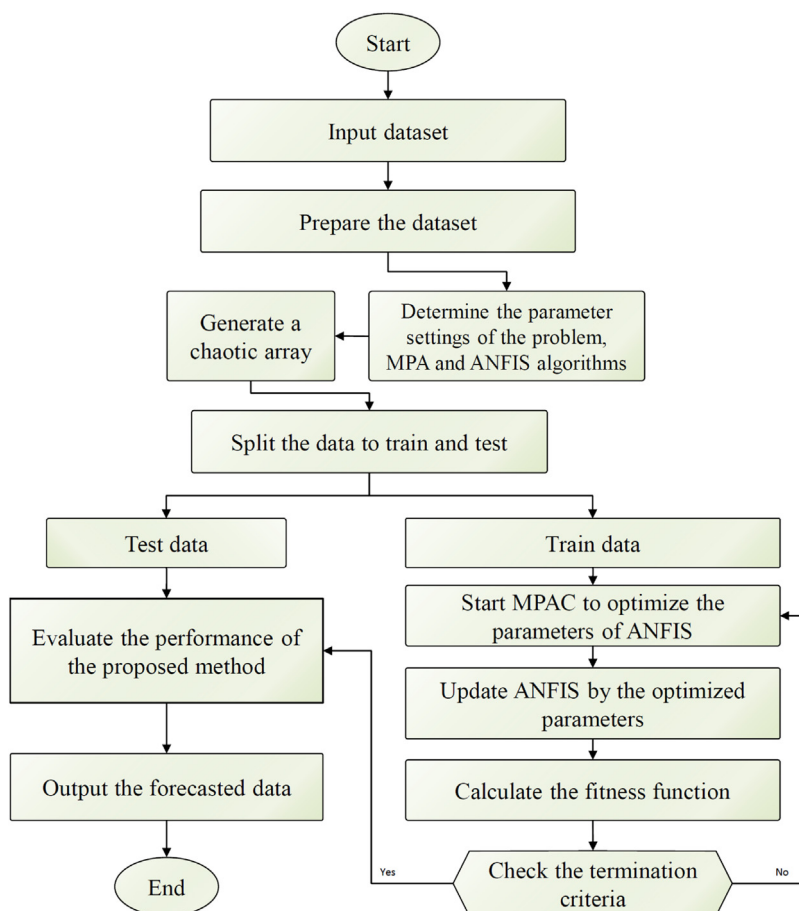 Start
Input dataset
Prepare the dataset
Generate a
chaotic array
Determine the parameter
settings of the problem,
MPA and ANFIS algorithms
Split the data to train and test
Test data
Train data
Evaluate the performance of
the proposed method
Start MPAC to optimize the
parameters of ANFIS
Update ANFIS by the optimized
parameters
Output the forecasted data
Calculate the fitness function
End
Yes
Check the termination
criteria
No